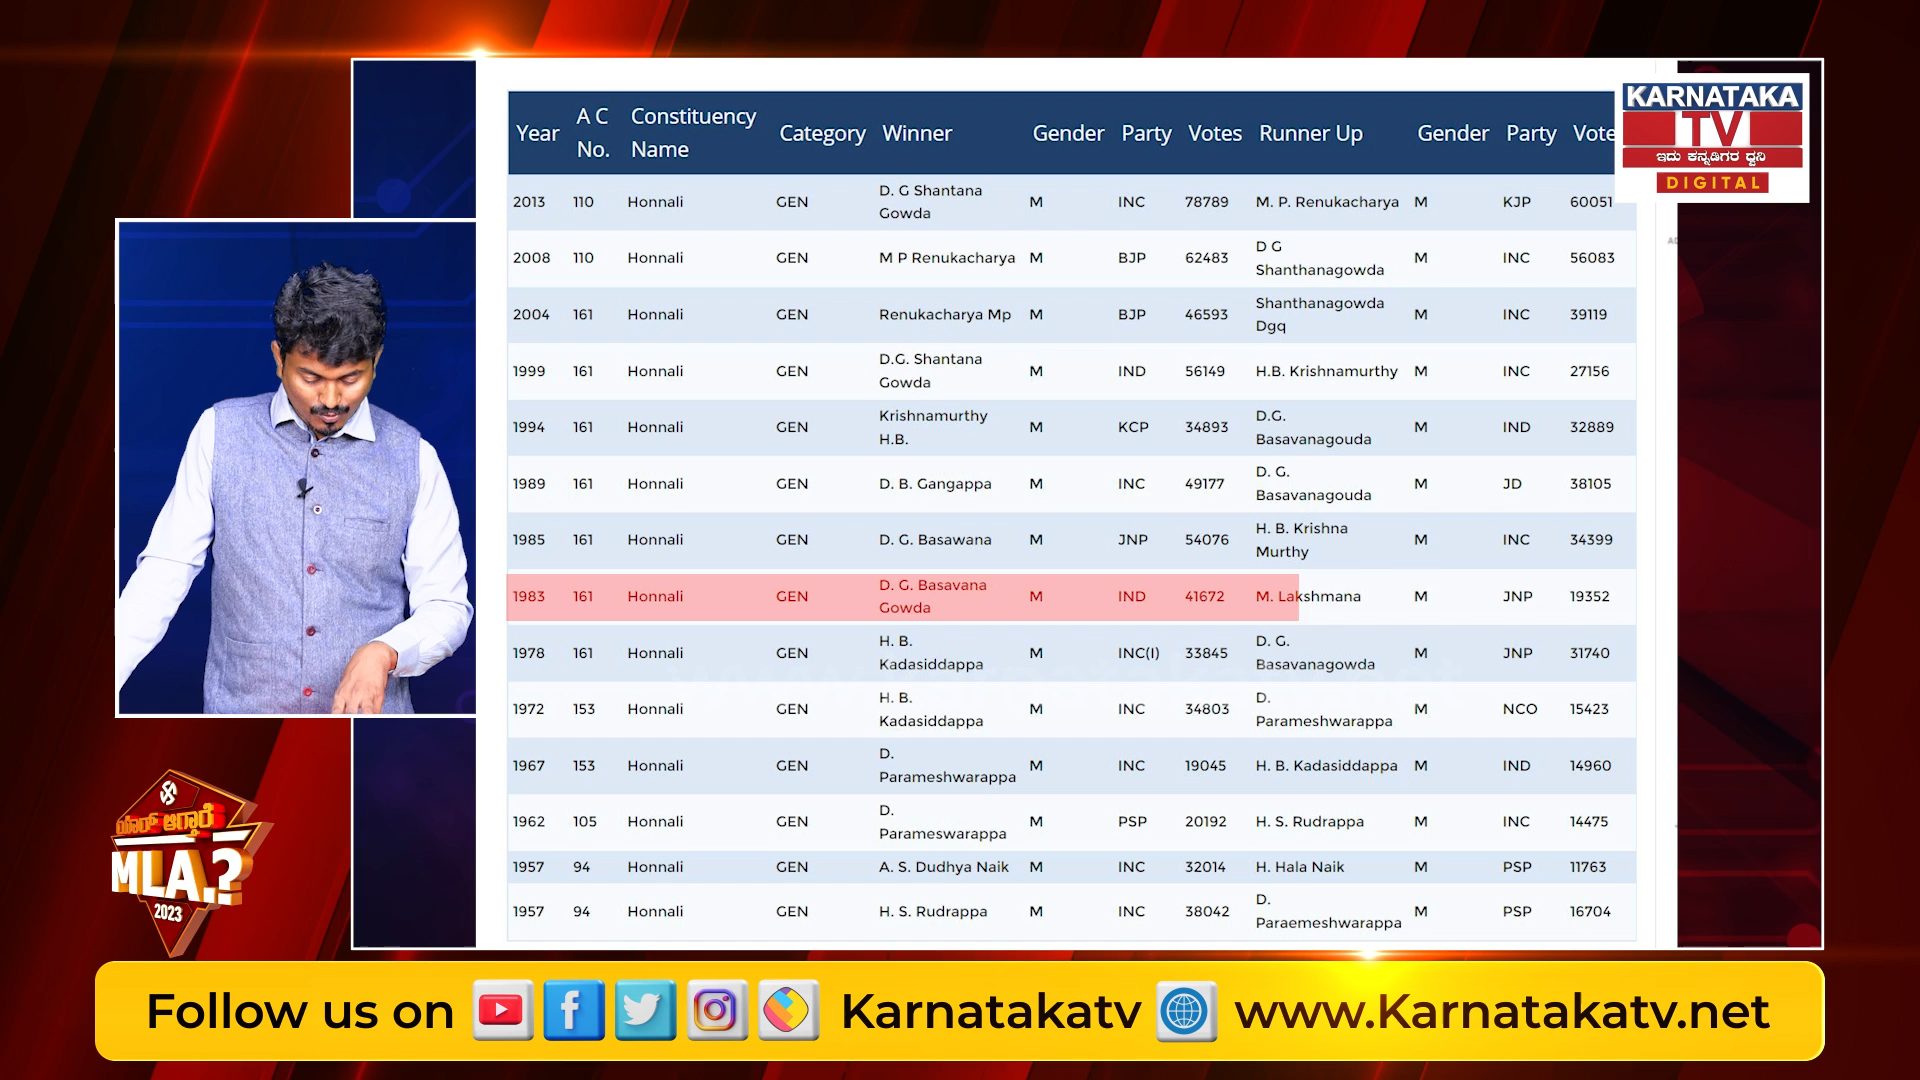 KARNATAKA
TV
ಇದು ಕನ್ನಡಿಗರ ಧ್ವನಿ
DIGITAL
Year A C No. Constituency Name Category Winner Gender Party Votes Runner Up Gender Party Vote
2013 110 Honnali GEN D. G Shantana Gowda M INC 78789 M. P. Renukacharya M KJP 60051
2008 110 Honnali GEN M P Renukacharya M BJP 62483 D G Shanthanagowda M INC 56083
2004 161 Honnali GEN Renukacharya Mp M BJP 46593 Shanthanagowda Dgq M INC 39119
1999 161 Honnali GEN D.G. Shantana Gowda M IND 56149 H.B. Krishnamurthy M INC 27156
1994 161 Honnali GEN Krishnamurthy H.B. M KCP 34893 D.G. Basavanagouda M IND 32889
1989 161 Honnali GEN D. B. Gangappa M INC 49177 D. G. Basavanagouda M JD 38105
1985 161 Honnali GEN D. G. Basawana M JNP 54076 H. B. Krishna Murthy M INC 34399
1983 161 Honnali GEN D. G. Basavana Gowda M IND 41672 M. Lakshmana M JNP 19352
1978 161 Honnali GEN H. B. Kadasiddappa M INC(I) 33845 D. G. Basavanagowda M JNP 31740
1972 153 Honnali GEN H. B. Kadasiddappa M INC 34803 D. Parameshwarappa M NCO 15423
1967 153 Honnali GEN D. Parameshwarappa M INC 19045 H. B. Kadasiddappa M IND 14960
1962 105 Honnali GEN D. Parameswarappa M PSP 20192 H. S. Rudrappa M INC 14475
1957 94 Honnali GEN A. S. Dudhya Naik M INC 32014 H. Hala Naik M PSP 11763
1957 94 Honnali GEN H. S. Rudrappa M INC 38042 D. Paraemeshwarappa M PSP 16704
ಯಾರ್ ಆಗ್ತಾರೆ
MLA.?
2023
Follow us on Karnatakatv www.Karnatakatv.net